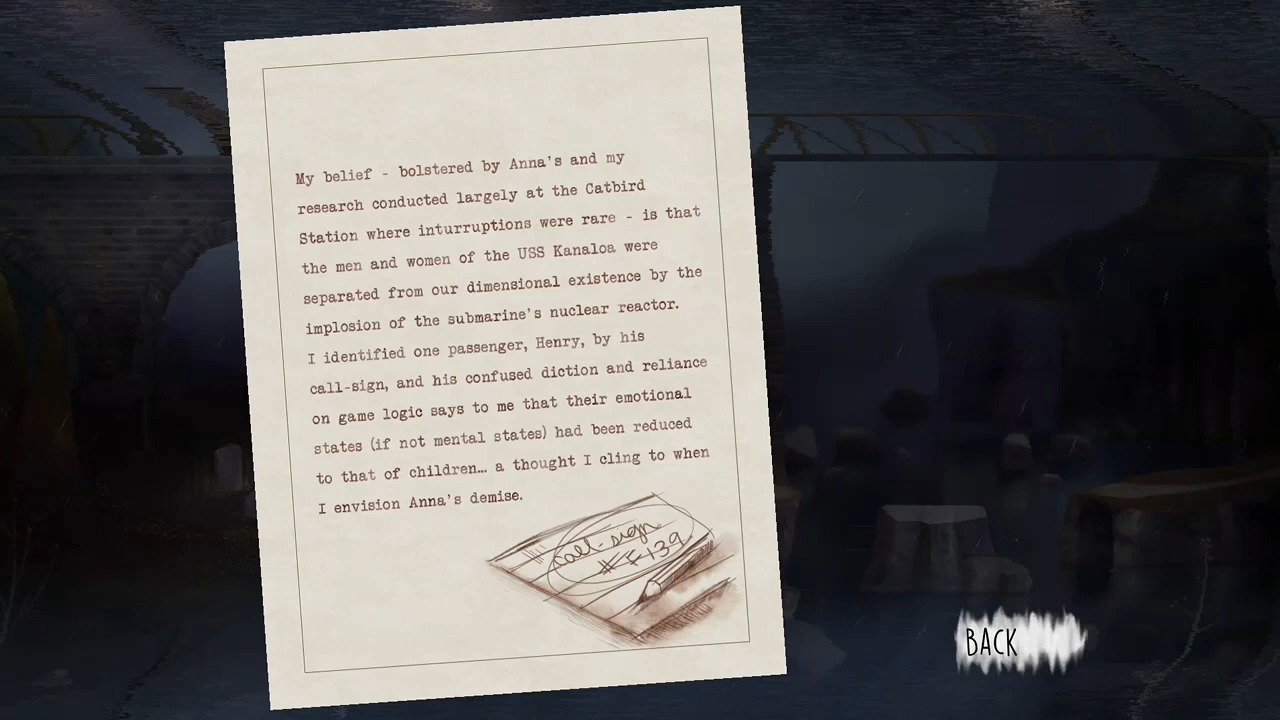 My belief - bolstered by Anna's and my
research conducted largely at the Catbird
Station where inturruptions were rare - is that
the men and women of the USS Kanaloa were
separated from our dimensional existence by the
implosion of the submarine's nuclear reactor.
I identified one passenger, Henry, by his
call-sign, and his confused diction and reliance
on game logic says to me that their emotional
states (if not mental states) had been reduced
to that of children… a thought I cling to when
I envision Anna's demise.
call-sign
#F-139
BACK